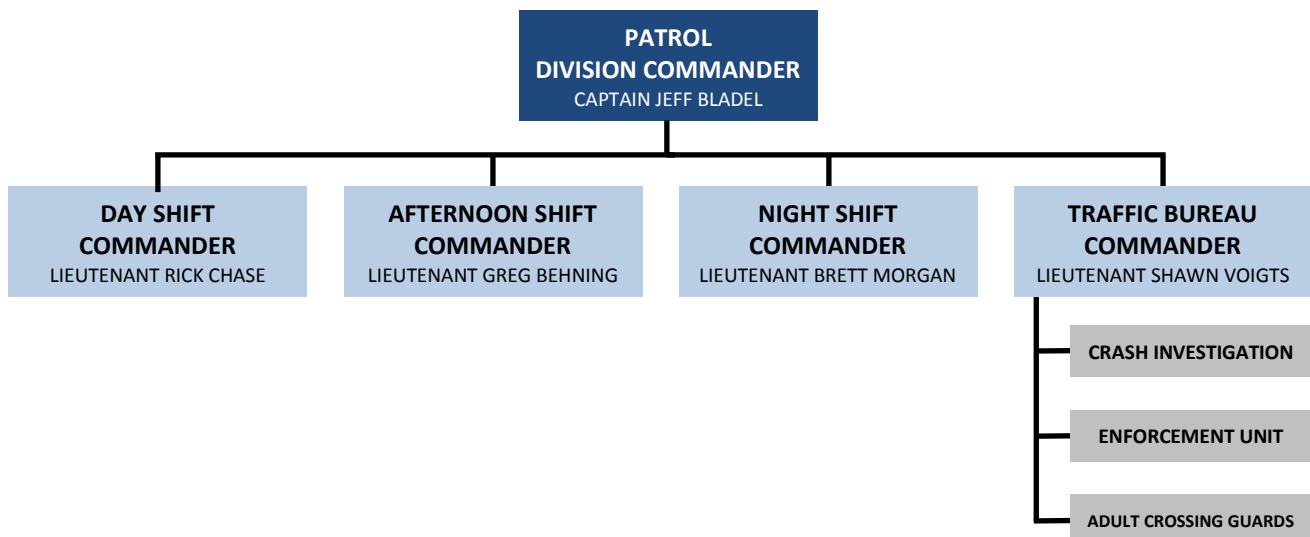 PATROL
DIVISION COMMANDER
CAPTAIN JEFF BLADEL
DAY SHIFT
COMMANDER
LIEUTENANT RICK CHASE
AFTERNOON SHIFT
COMMANDER
LIEUTENANT GREG BEHNING
NIGHT SHIFT
COMMANDER
LIEUTENANT BRETT MORGAN
TRAFFIC BUREAU
COMMANDER
LIEUTENANT SHAWN VOIGTS
CRASH INVESTIGATION
ENFORCEMENT UNIT
ADULT CROSSING GUARDS